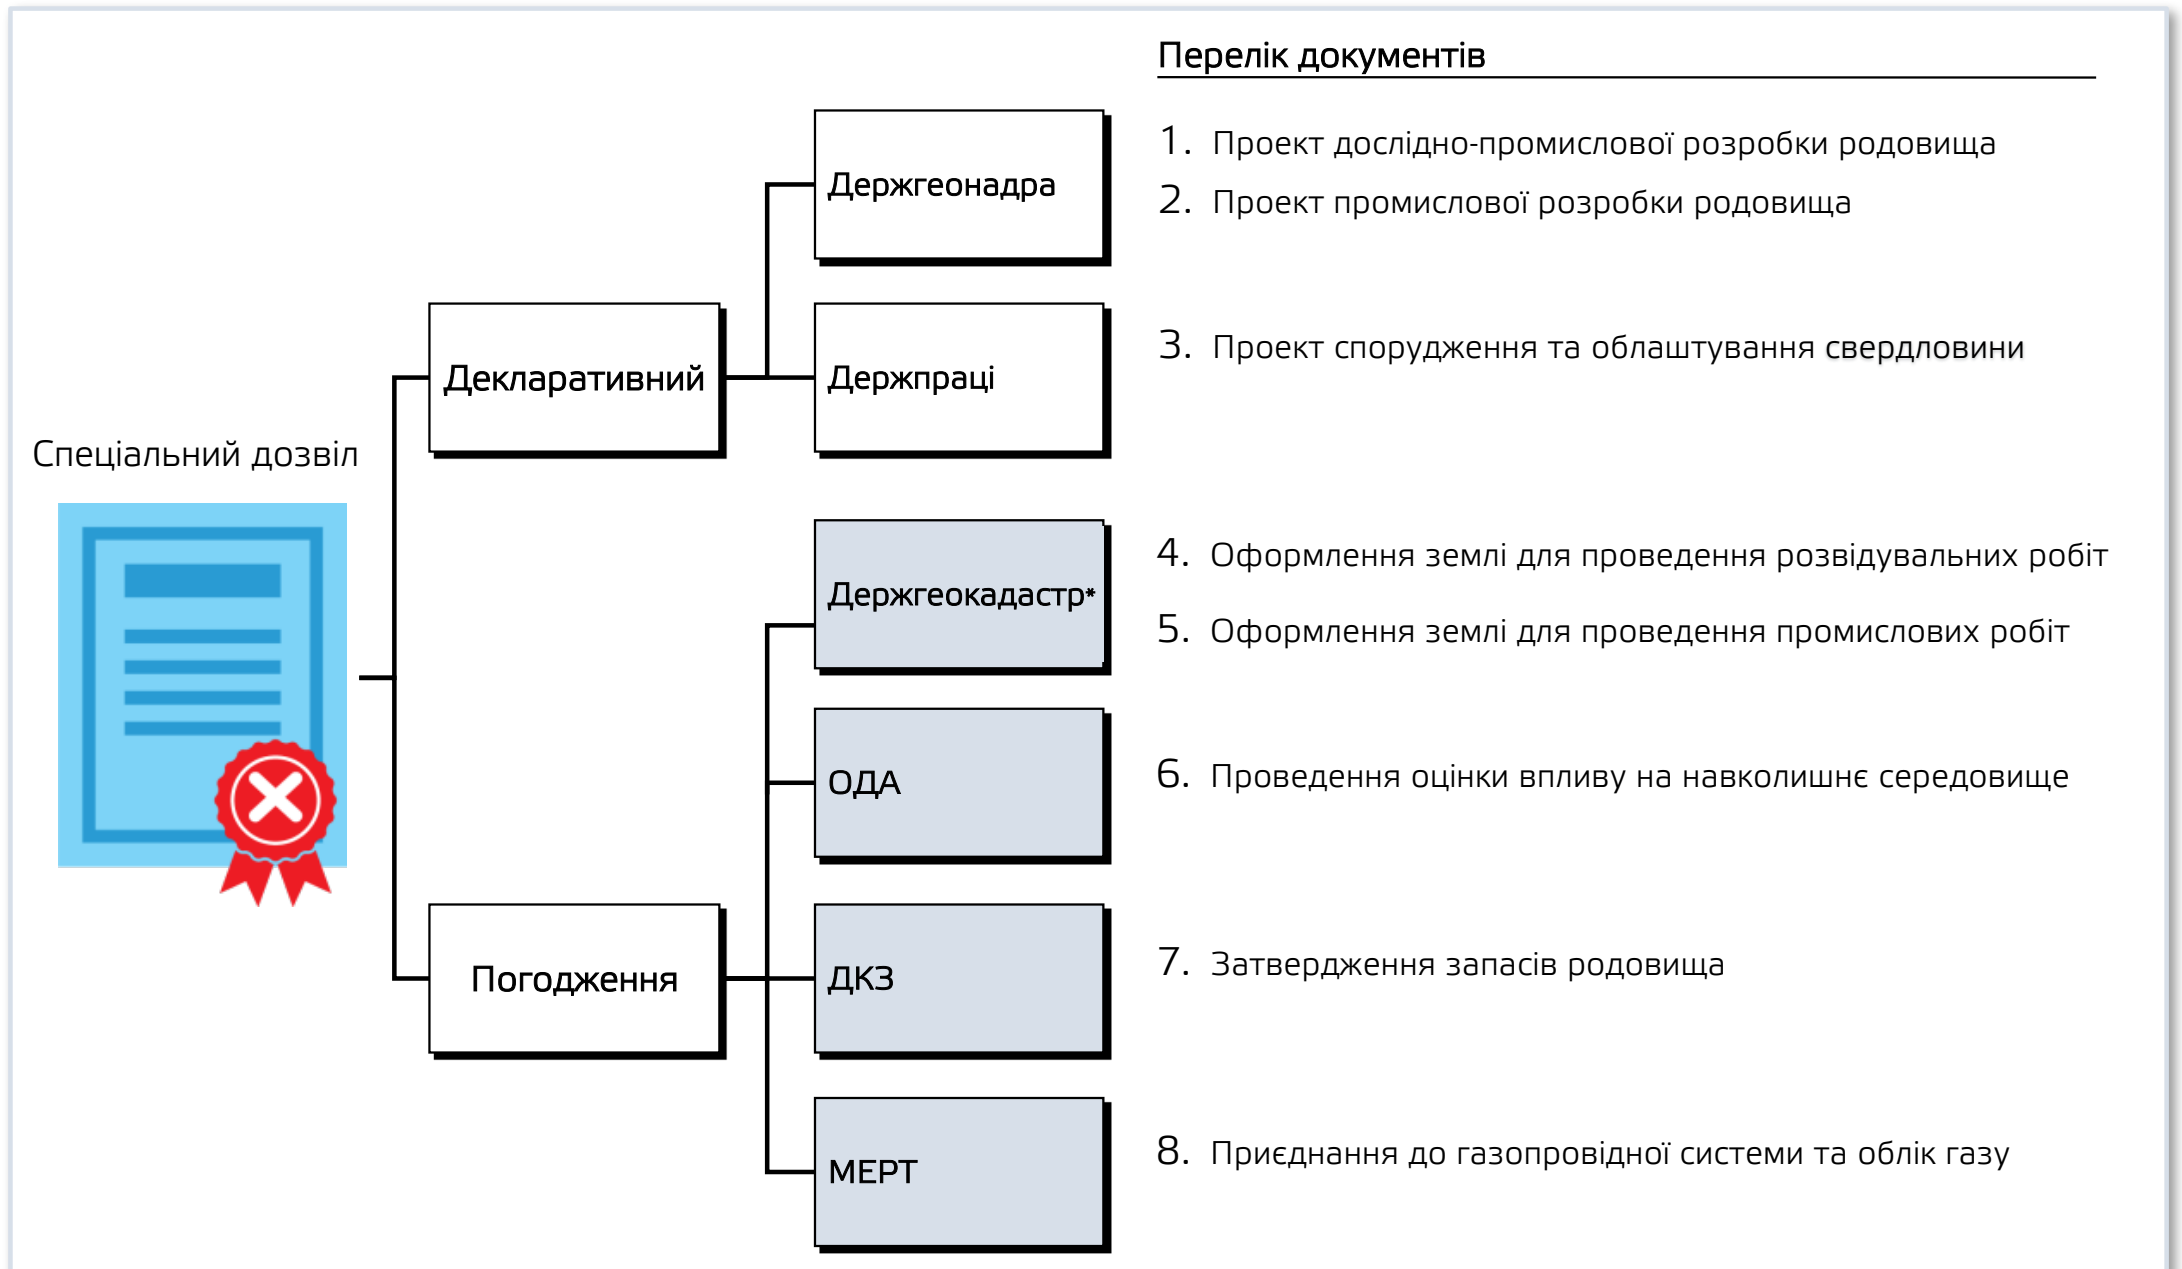 Перелік документів
Держгеонадра
1. Проект дослідно-промислової розробки родовища
2. Проект промислової розробки родовища
Декларативний
Держпраці
3. Проект спорудження та облаштування свердловини
Спеціальний дозвіл
Держгеокадастр*
4. Оформлення землі для проведення розвідувальних робіт
5. Оформлення землі для проведення промислових робіт
ОДА
6. Проведення оцінки впливу на навколишнє середовище
Погодження
ДКЗ
7. Затвердження запасів родовища
МЕРТ
8. Приєднання до газопровідної системи та облік газу